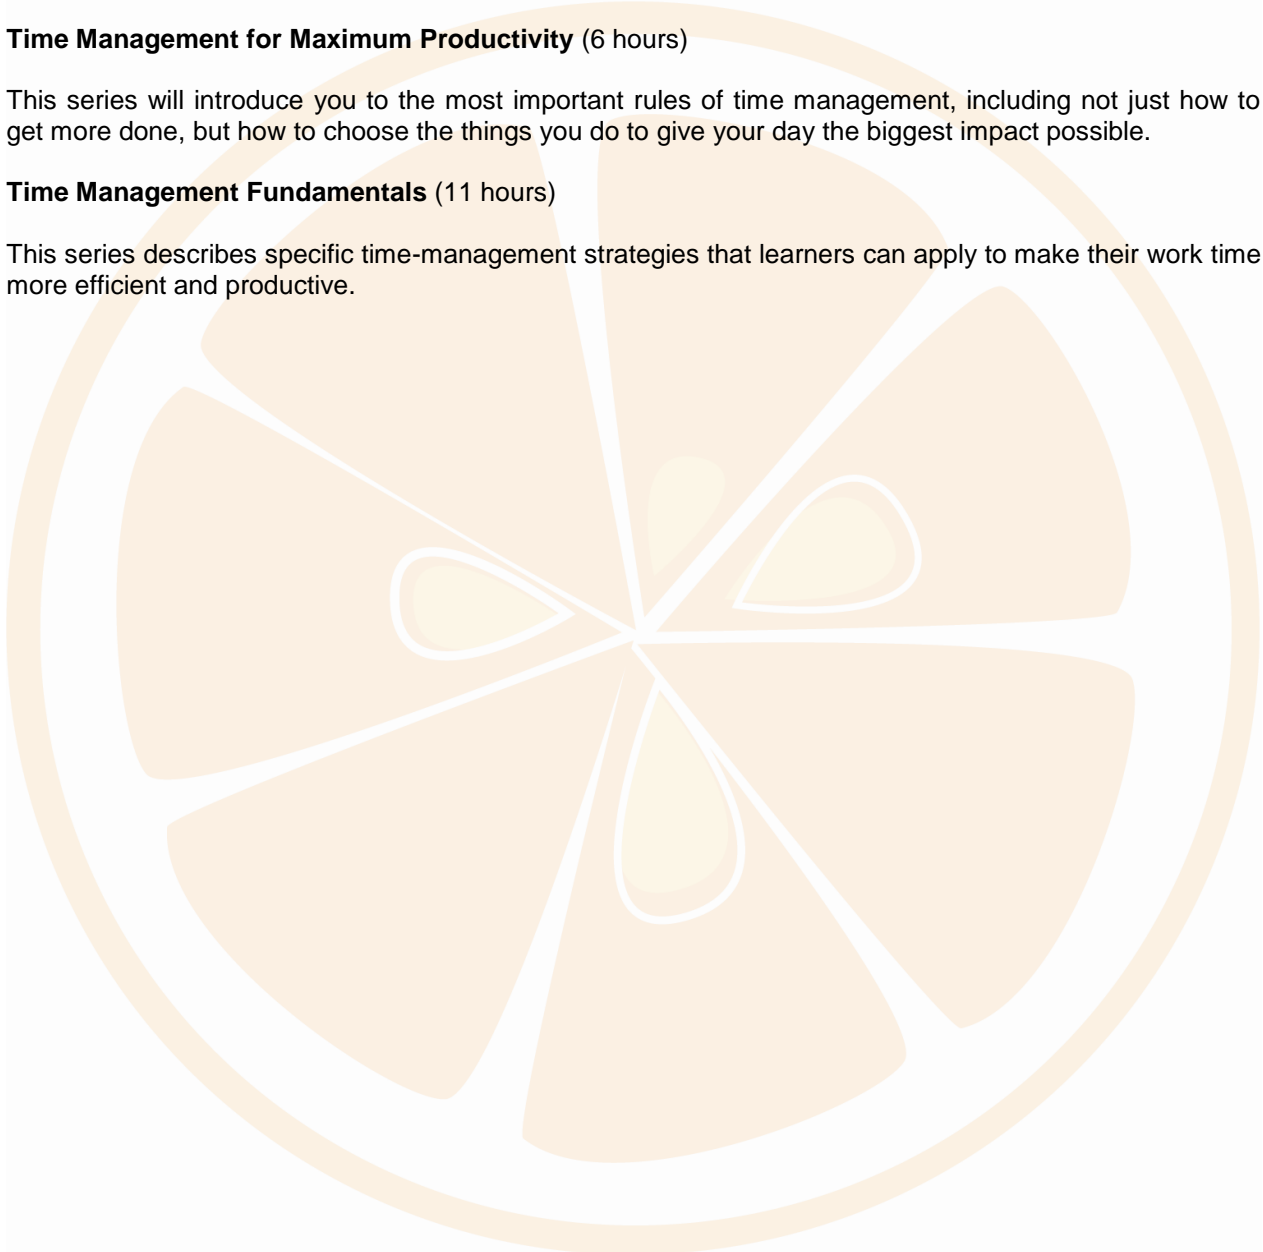 Time Management for Maximum Productivity (6 hours)
This series will introduce you to the most important rules of time management, including not just how to
get more done, but how to choose the things you do to give your day the biggest impact possible.
Time Management Fundamentals (11 hours)
This series describes specific time-management strategies that learners can apply to make their work time
more efficient and productive.